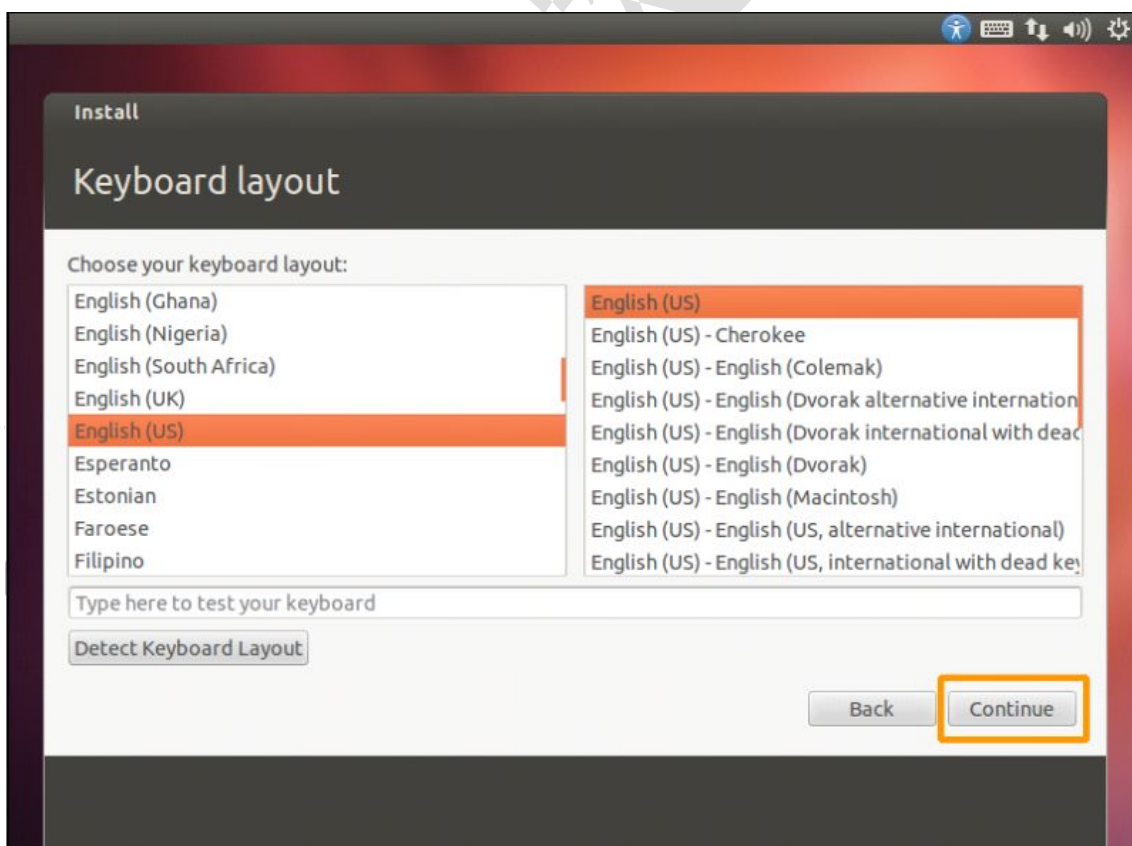 Install
Keyboard layout
Choose your keyboard layout:
English (Ghana)
English (Nigeria)
English (South Africa)
English (UK)
English (US)
Esperanto
Estonian
Faroese
Filipino
English (US)
English (US) - Cherokee
English (US) - English (Colemak)
English (US) - English (Dvorak alternative internation
English (US) - English (Dvorak international with dead
English (US) - English (Dvorak)
English (US) - English (Macintosh)
English (US) - English (US, alternative international)
English (US) - English (US, international with dead key
Type here to test your keyboard
Detect Keyboard Layout
Back
Continue